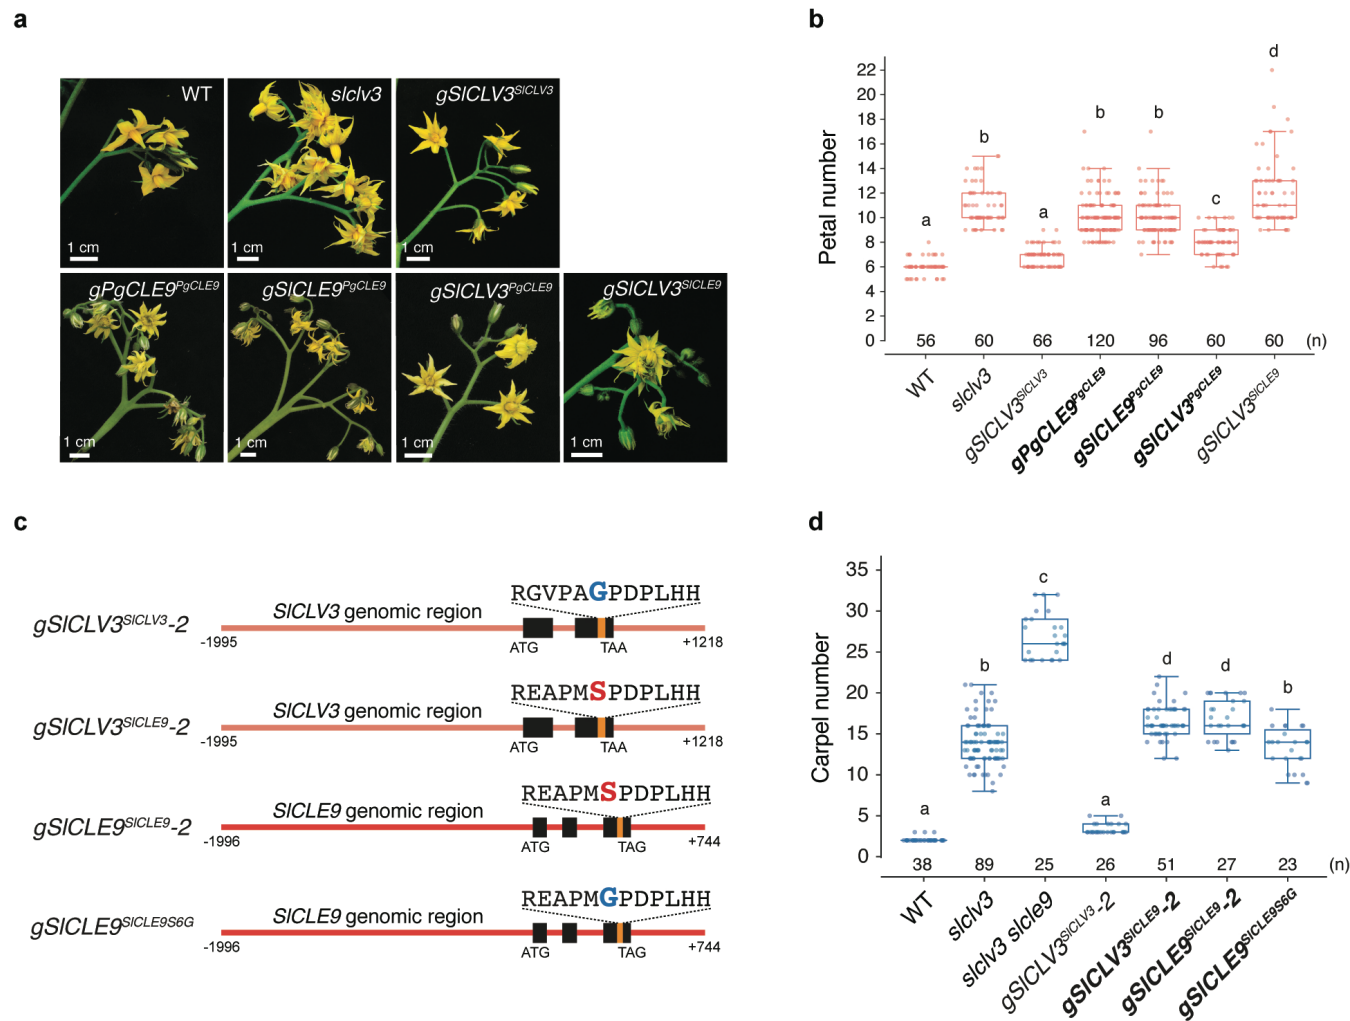 a
WT
slclv3
gSlCLV3SlCLV3
1 cm
1 cm
1 cm
gPgCLE9PgCLE9
gSlCLE9PgCLE9
gSlCLV3PgCLE9
gSlCLV3SlCLE9
1 cm
1 cm
1 cm
1 cm
b
Petal number
22
20
18
16
14
12
10
8
6
4
2
0
a
b
a
b
b
c
d
56
60
66
120
96
60
60
(n)
WT
slclv3
gSlCLV3SlCLV3
gPgCLE9PgCLE9
gSlCLE9PgCLE9
gSlCLV3PgCLE9
gSlCLV3SlCLE9
c
gSlCLV3SlCLV3-2
SlCLV3 genomic region
RGVPAGPDPLHH
-1995
ATG
TAA
+1218
gSlCLV3SlCLE9-2
SlCLV3 genomic region
REAPMSPDPLHH
-1995
ATG
TAA
+1218
gSlCLE9SlCLE9-2
SlCLE9 genomic region
REAPMSPDPLHH
-1996
ATG
TAG
+744
gSlCLE9SlCLE9S6G
SlCLE9 genomic region
REAPMGPDPLHH
-1996
ATG
TAG
+744
d
Carpel number
35
30
25
20
15
10
5
0
a
b
c
a
d
d
b
38
89
25
26
51
27
23
(n)
WT
slclv3
slclv3 slcle9
gSlCLV3SlCLV3-2
gSlCLV3SlCLE9-2
gSlCLE9SlCLE9-2
gSlCLE9SlCLE9S6G